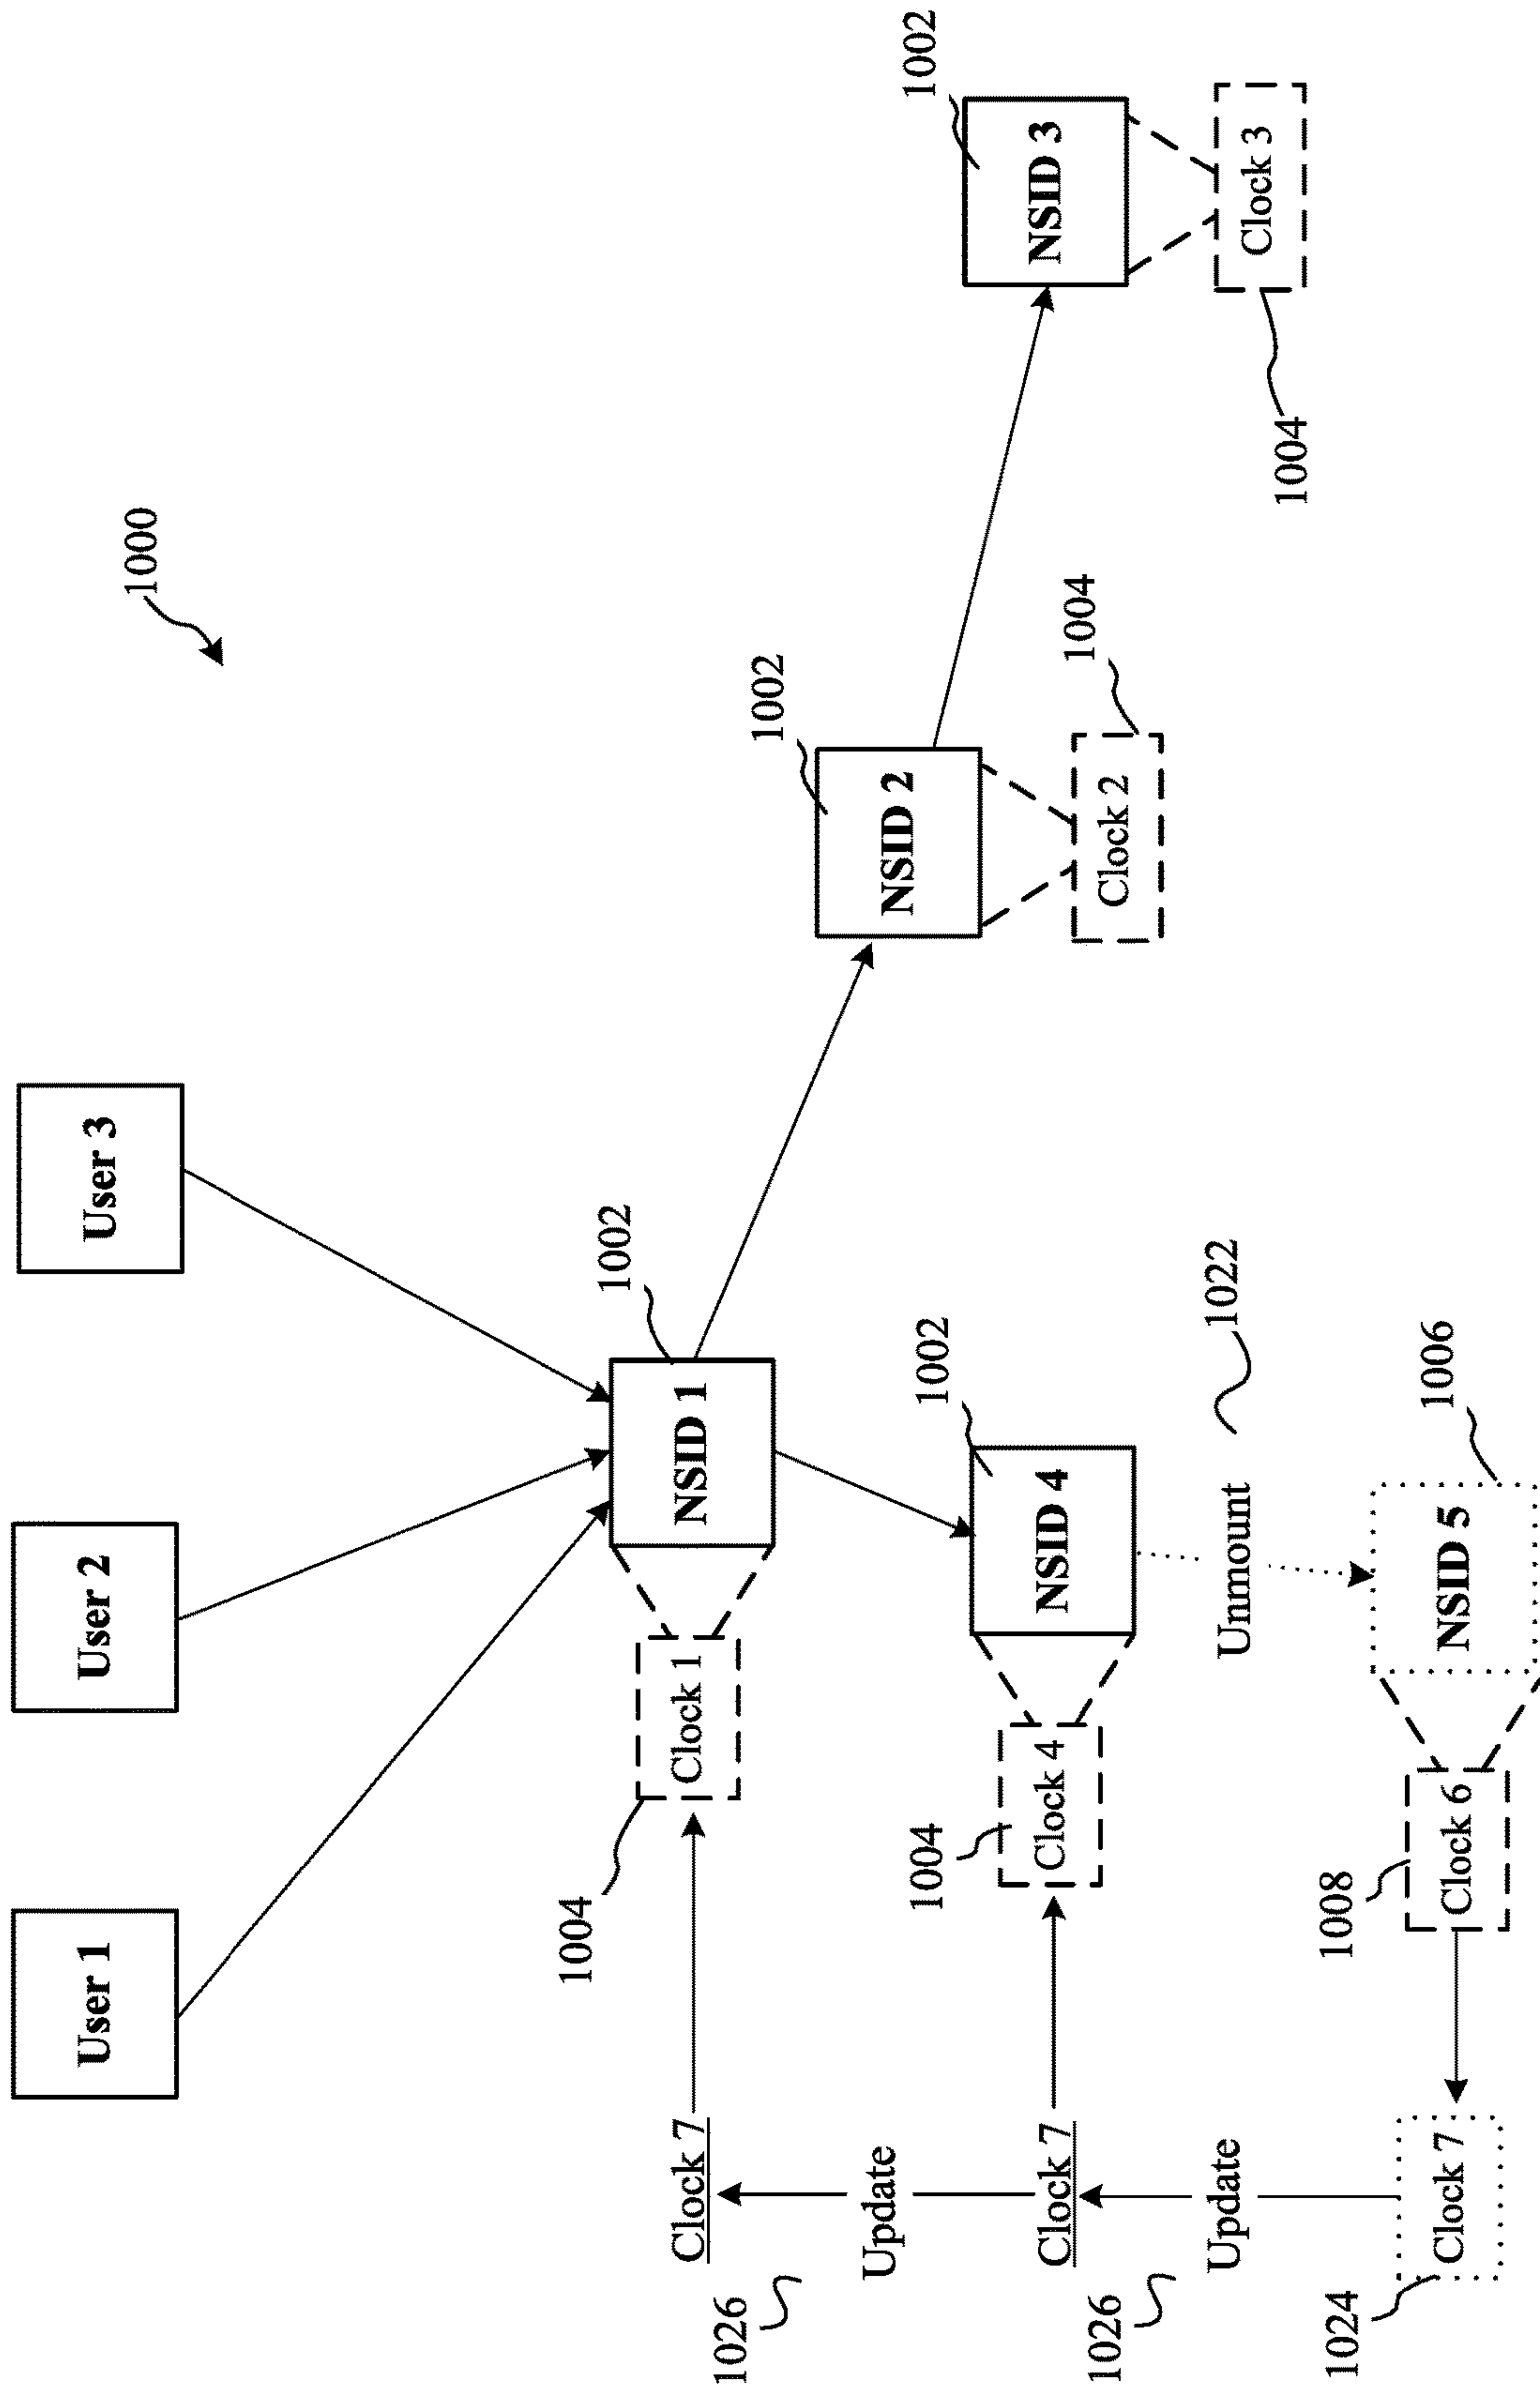 1000
User 1
User 2
User 3
1002
NSID 1
1004
Clock 1
Clock 7
1026
Update
1002
NSID 2
1004
Clock 2
1002
NSID 3
1004
Clock 3
1002
NSID 4
1004
Clock 4
Clock 7
1026
Update
Unmount
1022
1006
NSID 5
1008
Clock 6
Clock 7
1024